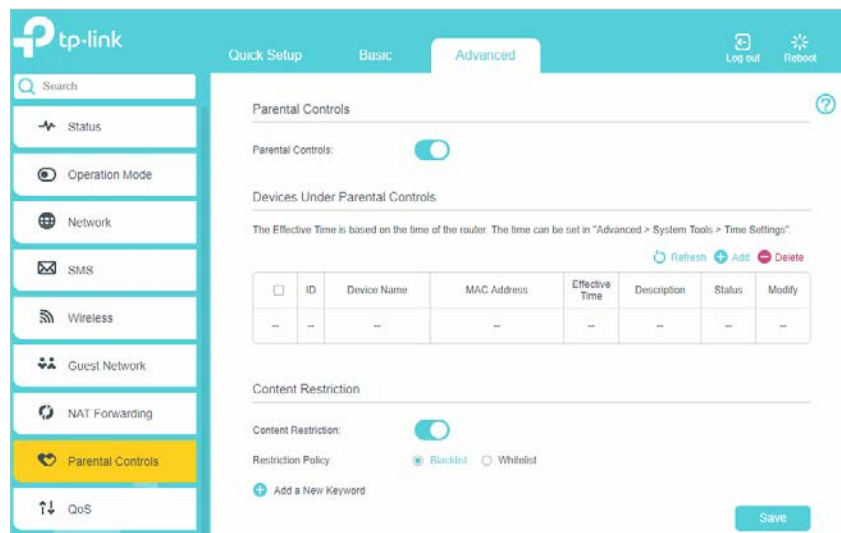 tp-link
Quick Setup
Basic
Advanced
Log out
Reboot
Search
Status
Operation Mode
Network
SMS
Wireless
Guest Network
NAT Forwarding
Parental Controls
QoS
Parental Controls
Parental Controls:
Devices Under Parental Controls
The Effective Time is based on the time of the router. The time can be set in "Advanced > System Tools > Time Settings".
Refresh Add Delete
ID Device Name MAC Address Effective Time Description Status Modify
-- -- -- -- -- -- -- --
Content Restriction
Content Restriction:
Restriction Policy: Blacklist Whitelist
Add a New Keyword
Save